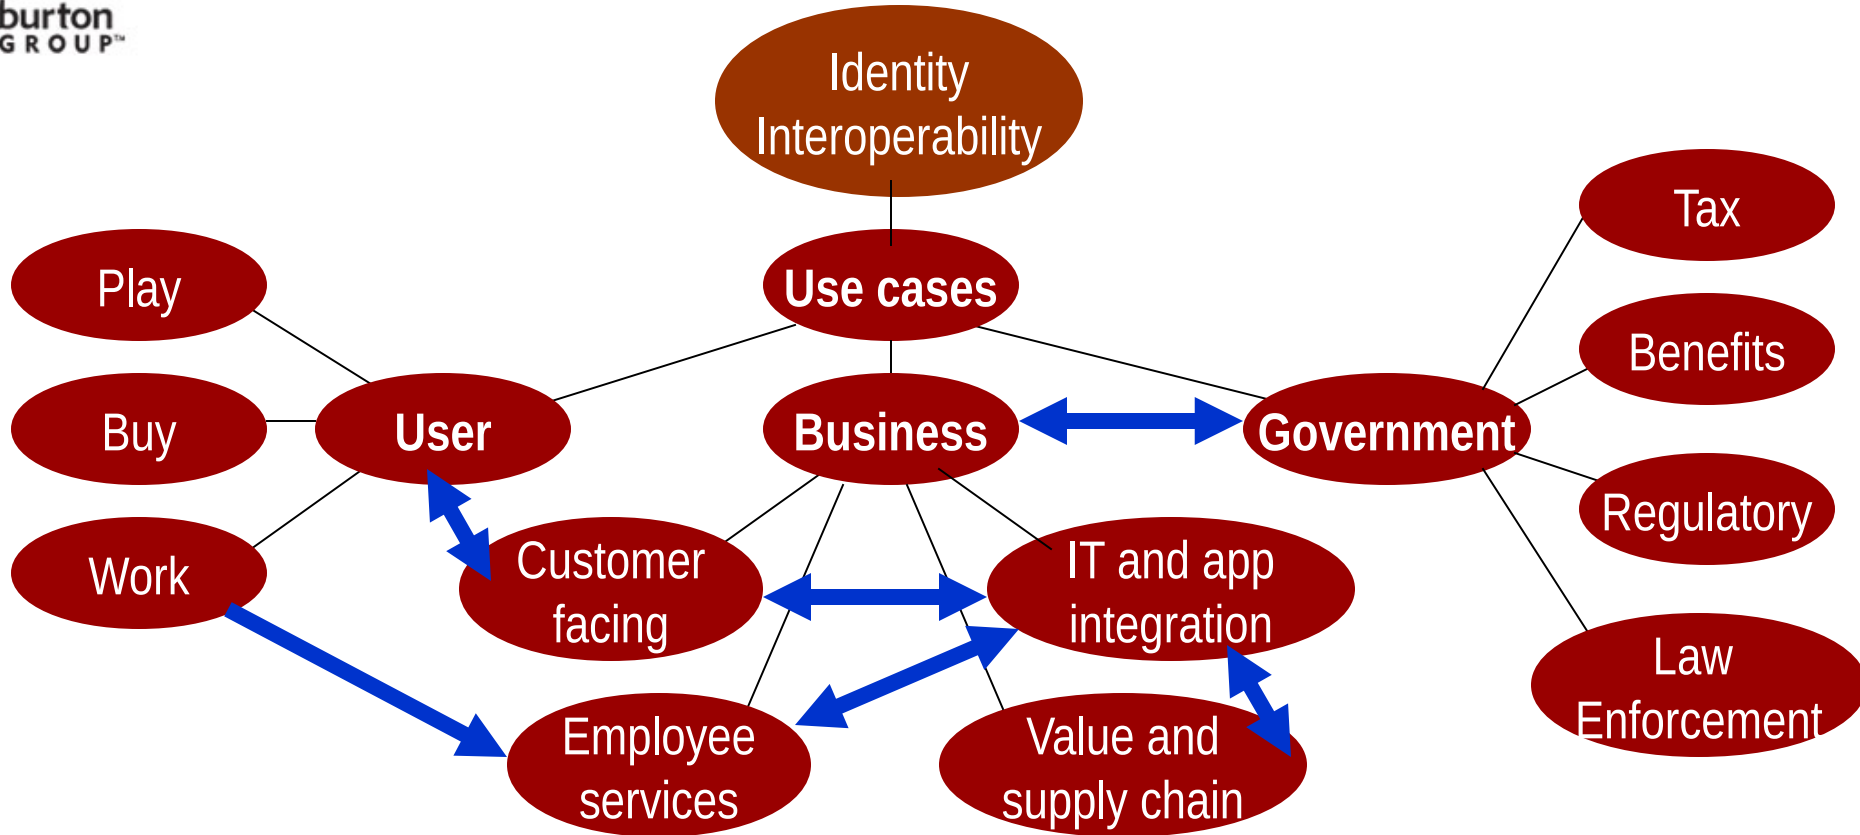 burton
GROUP™
Identity
Interoperability
Tax
Play
Use cases
Benefits
Buy
User
Business
Government
Regulatory
Work
Customer
facing
IT and app
integration
Law
Enforcement
Employee
services
Value and
supply chain